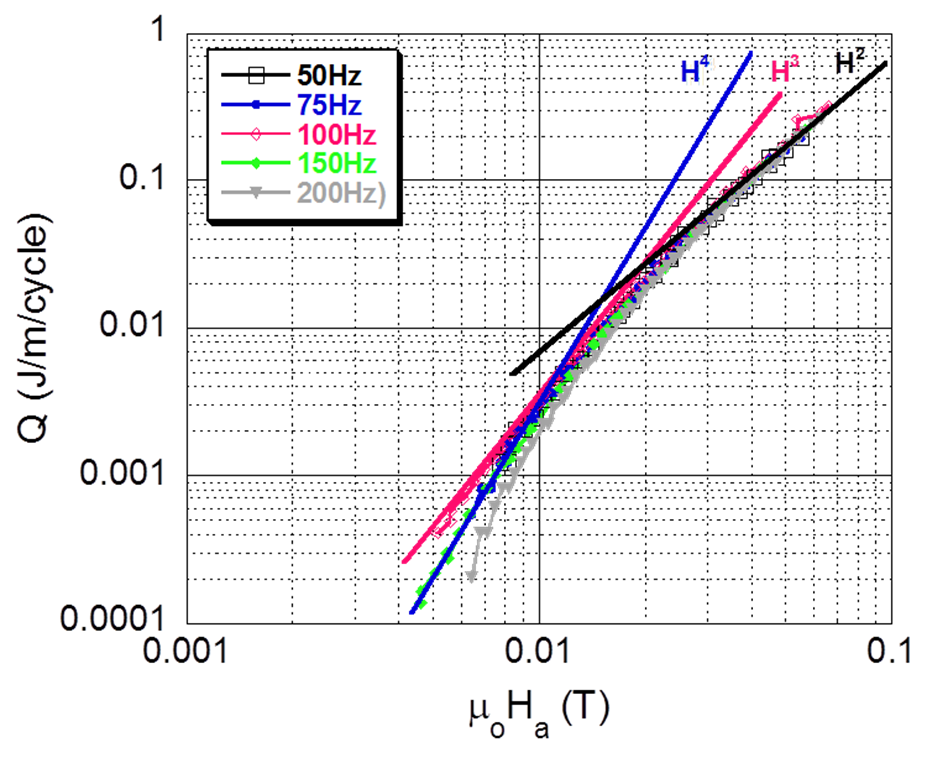 1
0.1
0.01
0.001
0.0001
Q (J/m/cycle)
50Hz
75Hz
100Hz
150Hz
200Hz)
H⁴
H³
H²
0.001
0.01
0.1
μₒHₐ (T)